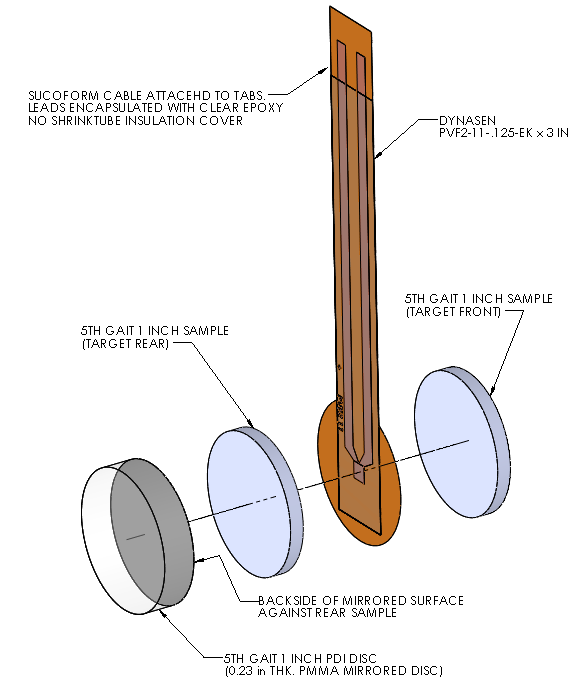 SUCOFORM CABLE ATTACEHD TO TABS.
LEADS ENCAPSULATED WITH CLEAR EPOXY
NO SHRINKTUBE INSULATION COVER
DYNASEN
PVF2-11-.125-EK x 3 IN
5TH GAIT 1 INCH SAMPLE
(TARGET FRONT)
5TH GAIT 1 INCH SAMPLE
(TARGET REAR)
BACKSIDE OF MIRRORED SURFACE
AGAINST REAR SAMPLE
5TH GAIT 1 INCH PDI DISC
(0.23 in THK. PMMA MIRRORED DISC)